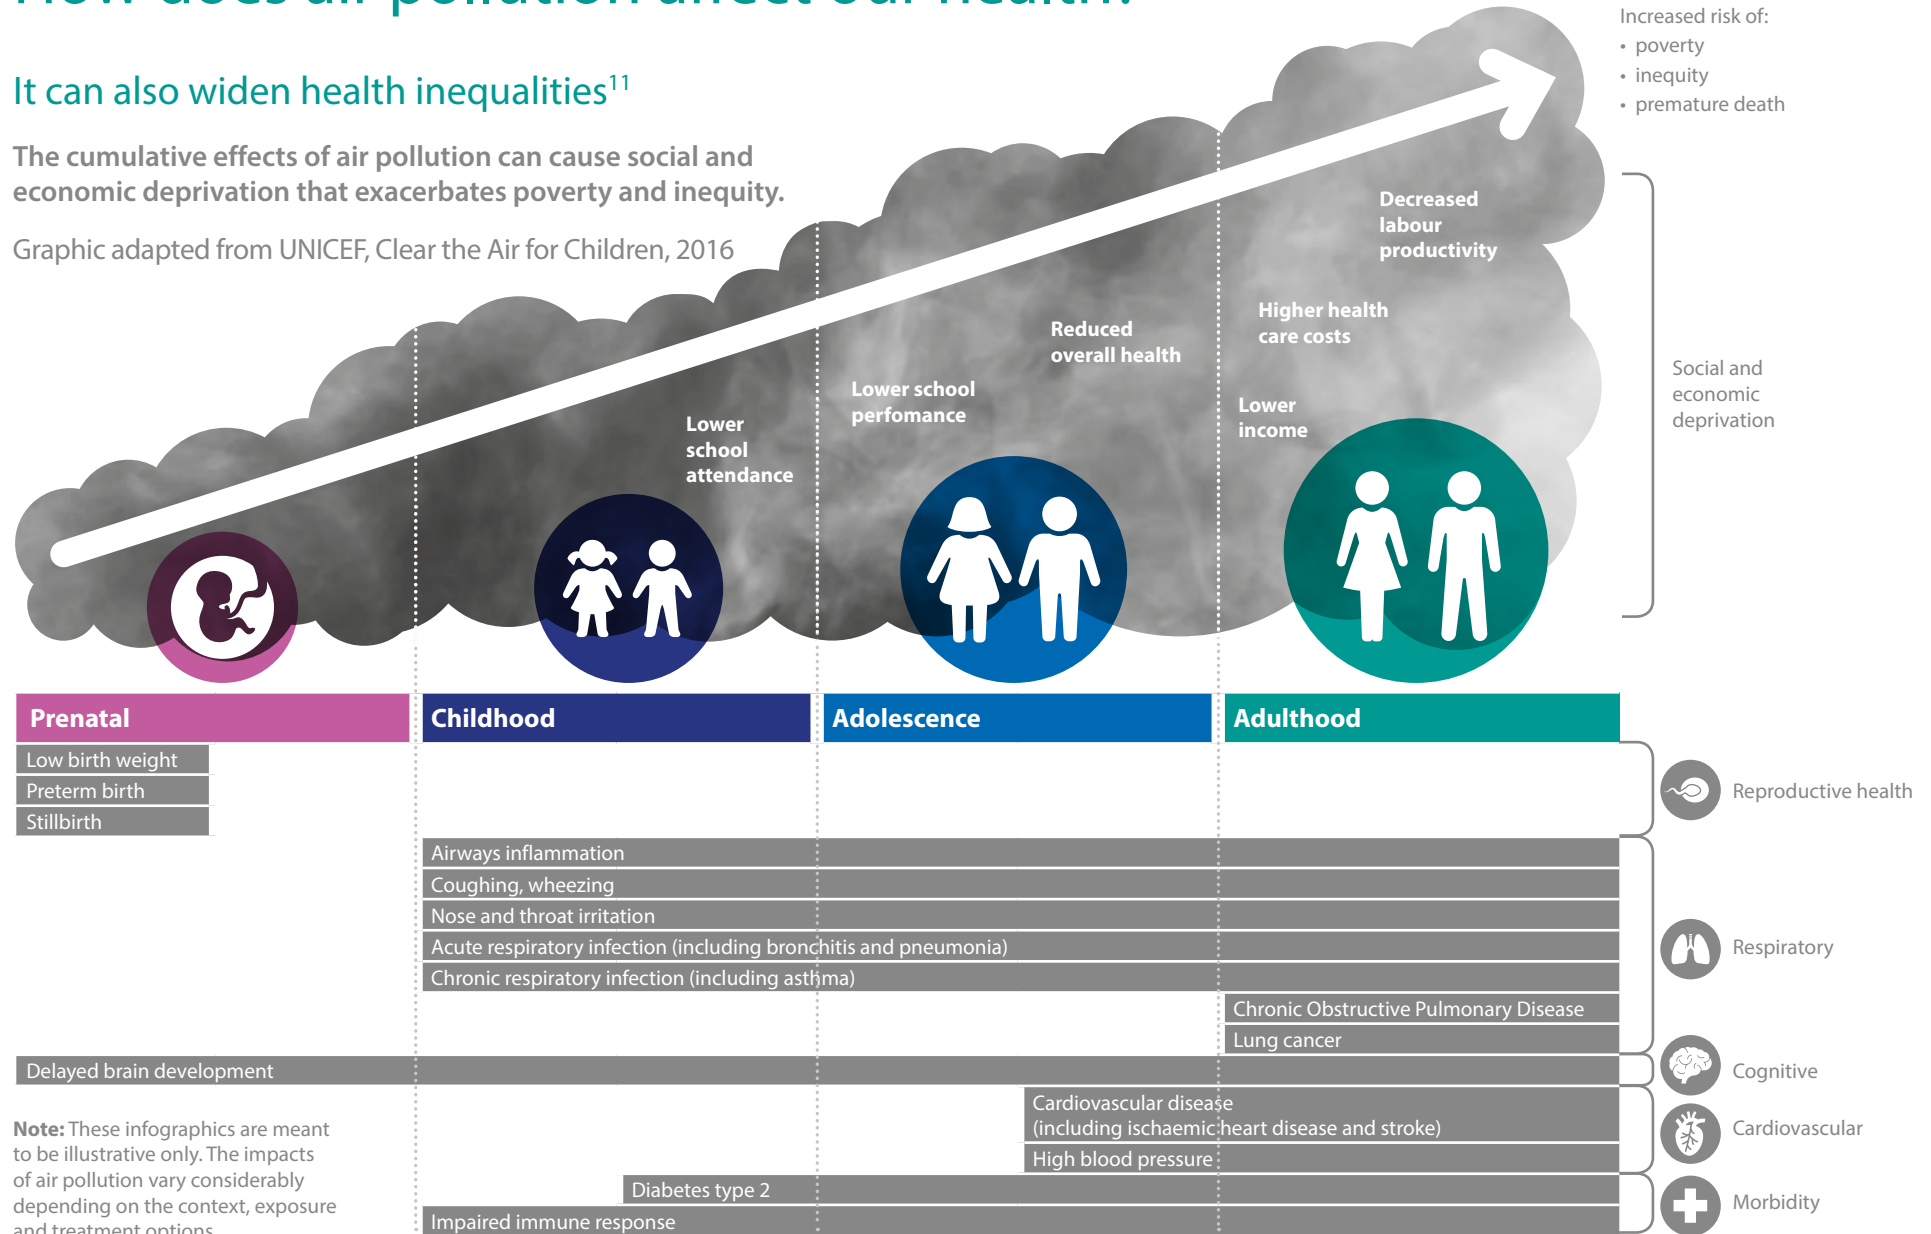 How does air pollution affect our health?
It can also widen health inequalities11
The cumulative effects of air pollution can cause social and
economic deprivation that exacerbates poverty and inequity.
Graphic adapted from UNICEF, Clear the Air for Children, 2016
Increased risk of:
• poverty
• inequity
• premature death
Decreased
labour
productivity
Higher health
care costs
Reduced
overall health
Lower school
perfomance
Lower
income
Lower
school
attendance
Social and
economic
deprivation
Prenatal
Childhood
Adolescence
Adulthood
Low birth weight
Preterm birth
Stillbirth
Reproductive health
Airways inflammation
Coughing, wheezing
Nose and throat irritation
Acute respiratory infection (including bronchitis and pneumonia)
Chronic respiratory infection (including asthma)
Chronic Obstructive Pulmonary Disease
Lung cancer
Respiratory
Delayed brain development
Cognitive
Cardiovascular disease
(including ischaemic heart disease and stroke)
High blood pressure
Cardiovascular
Diabetes type 2
Impaired immune response
Morbidity
Note: These infographics are meant
to be illustrative only. The impacts
of air pollution vary considerably
depending on the context, exposure
and treatment options